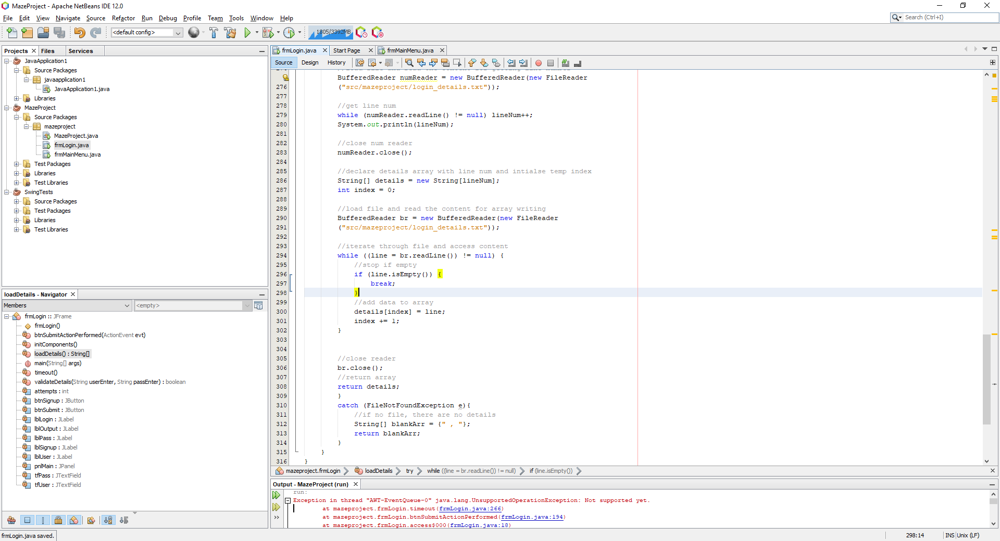 MazeProject - Apache NetBeans IDE 12.0
File Edit View Navigate Source Refactor Run Debug Profile Team Tools Window Help
Search (Ctrl+I)
<default config>
1805/3392MB
Projects Files Services
JavaApplication1
Source Packages
javaapplication1
JavaApplication1.java
Libraries
MazeProject
Source Packages
mazeproject
MazeProject.java
frmLogin.java
frmMainMenu.java
Test Packages
Libraries
Test Libraries
SwingTests
Source Packages
Test Packages
Libraries
Test Libraries
loadDetails - Navigator
Members
<empty>
frmLogin :: JFrame
frmLogin()
btnSubmitActionPerformed(ActionEvent evt)
initComponents()
loadDetails() : String[]
main(String[] args)
timeout()
validateDetails(String userEnter, String passEnter) : boolean
attempts : int
btnSignup : JButton
btnSubmit : JButton
lblLogin : JLabel
lblOutput : JLabel
lblPass : JLabel
lblSignup : JLabel
lblUser : JLabel
pnlMain : JPanel
tfPass : JTextField
tfUser : JTextField
frmLogin.java saved.
frmLogin.java Start Page frmMainMenu.java
Source Design History
BufferedReader numReader = new BufferedReader(new FileReader
276 ("src/mazeproject/login_details.txt"));
277
278 //get line num
279 while (numReader.readLine() != null) lineNum++;
280 System.out.println(lineNum);
281
282 //close num reader
283 numReader.close();
284
285 //declare details array with line num and intialse temp index
286 String[] details = new String[lineNum];
287 int index = 0;
288
289 //load file and read the content for array writing
290 BufferedReader br = new BufferedReader(new FileReader
291 ("src/mazeproject/login_details.txt"));
292
293 //iterate through file and access content
294 while ((line = br.readLine()) != null) {
295 //stop if empty
296 if (line.isEmpty()) {
297 break;
298 }
299 //add data to array
300 details[index] = line;
301 index += 1;
302 }
303
304
305 //close reader
306 br.close();
307 //return array
308 return details;
309 }
310 catch (FileNotFoundException e){
311 //if no file, there are no details
312 String[] blankArr = {" , "};
313 return blankArr;
314 }
315 }
316 }
mazeproject.frmLogin loadDetails try while ((line = br.readLine()) != null) if (line.isEmpty())
Output - MazeProject (run)
run:
Exception in thread "AWT-EventQueue-0" java.lang.UnsupportedOperationException: Not supported yet.
at mazeproject.frmLogin.timeout(frmLogin.java:266)
at mazeproject.frmLogin.btnSubmitActionPerformed(frmLogin.java:194)
at mazeproject.frmLogin.access$000(frmLogin.java:18)
298:14 INS Unix (LF)